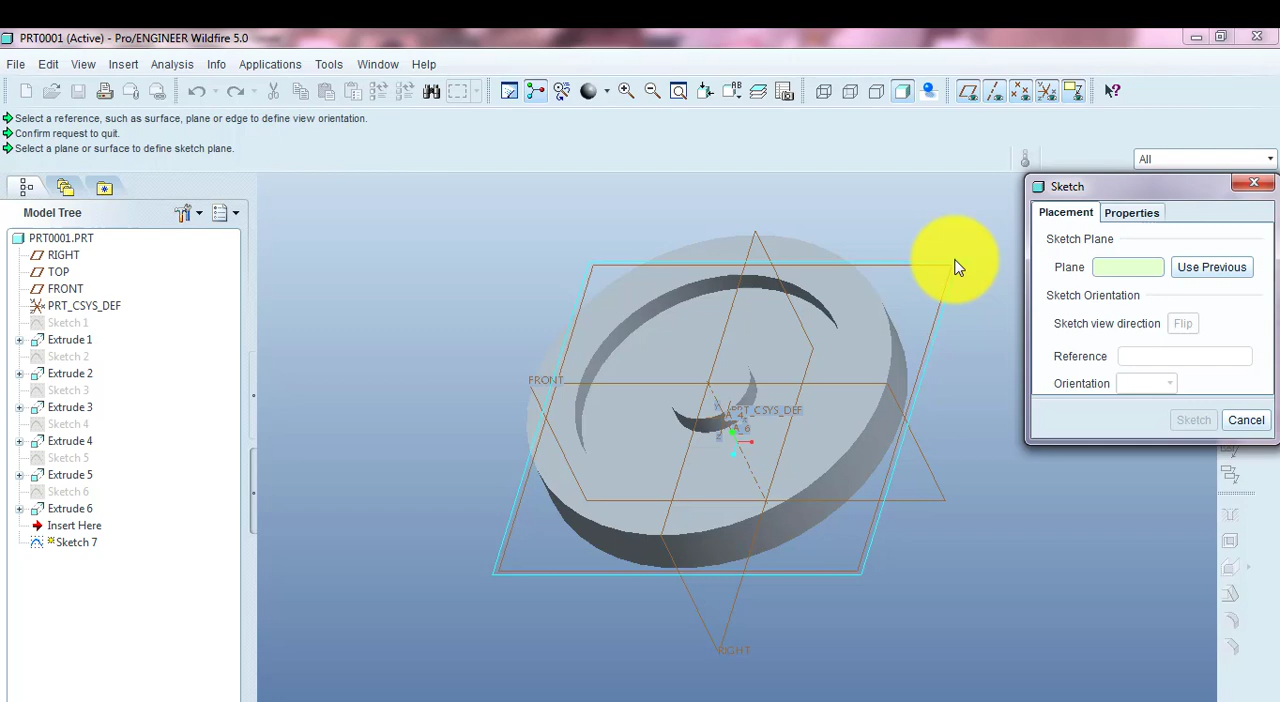 PRT0001 (Active) - Pro/ENGINEER Wildfire 5.0
File Edit View Insert Analysis Info Applications Tools Window Help
Select a reference, such as surface, plane or edge to define view orientation.
Confirm request to quit.
Select a plane or surface to define sketch plane.
All
Model Tree
PRT0001.PRT
RIGHT
TOP
FRONT
PRT_CSYS_DEF
Sketch 1
Extrude 1
Sketch 2
Extrude 2
Sketch 3
Extrude 3
Sketch 4
Extrude 4
Sketch 5
Extrude 5
Sketch 6
Extrude 6
Insert Here
Sketch 7
FRONT
PRT_CSYS_DEF
RIGHT
Sketch
Placement Properties
Sketch Plane
Plane Use Previous
Sketch Orientation
Sketch view direction Flip
Reference
Orientation
Sketch Cancel